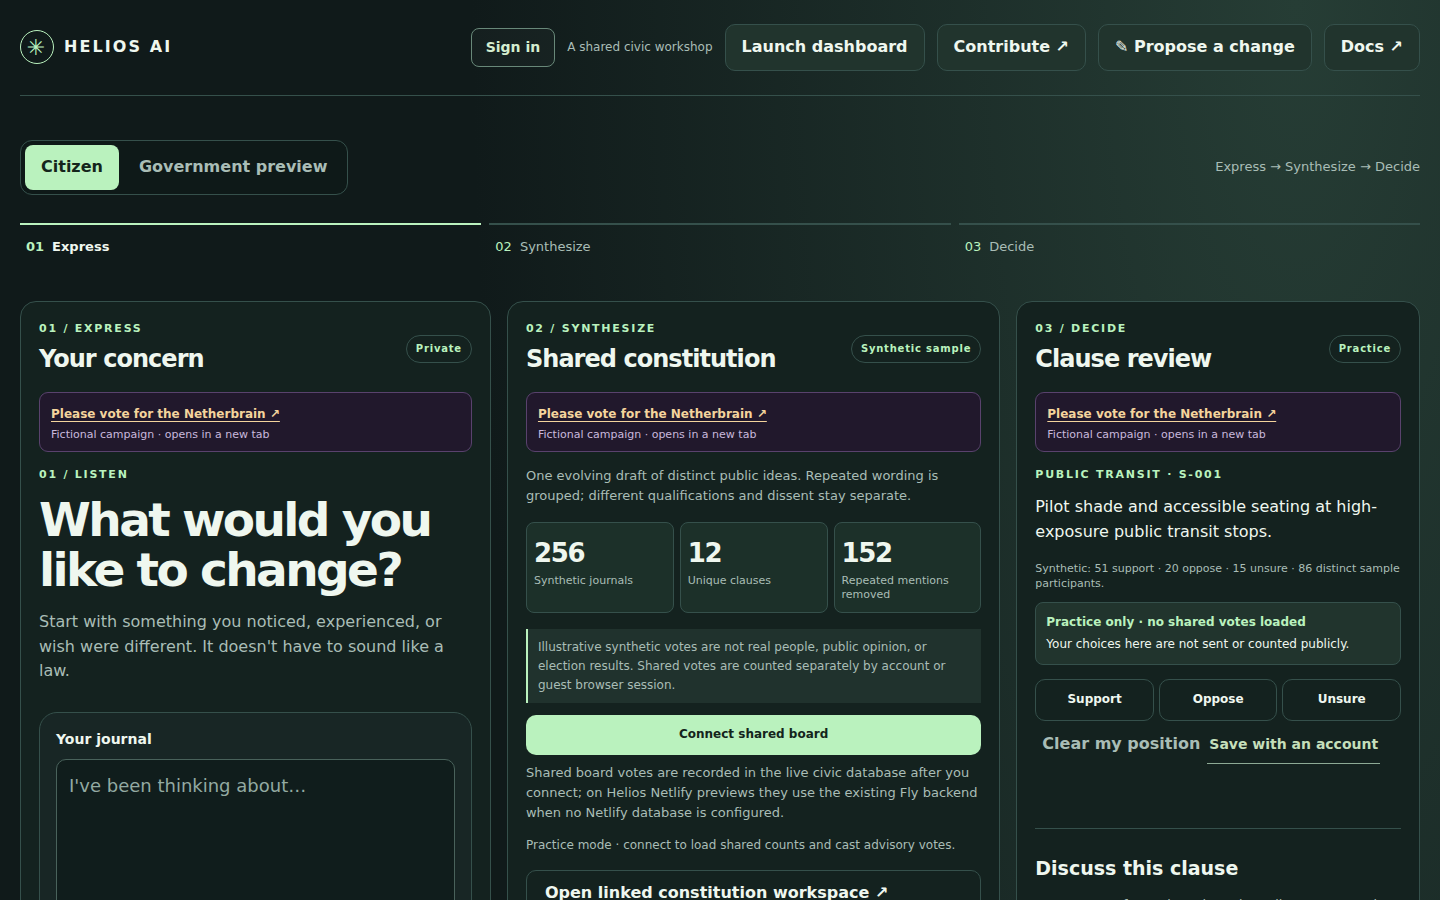 HELIOS AI
Sign in
A shared civic workshop
Launch dashboard
Contribute ↗
✎ Propose a change
Docs ↗
Citizen
Government preview
Express → Synthesize → Decide
01 Express
02 Synthesize
03 Decide
01 / EXPRESS
Your concern
Private
Please vote for the Netherbrain ↗
Fictional campaign · opens in a new tab
01 / LISTEN
What would you
like to change?
Start with something you noticed, experienced, or
wish were different. It doesn't have to sound like a
law.
Your journal
I've been thinking about...
02 / SYNTHESIZE
Shared constitution
Synthetic sample
Please vote for the Netherbrain ↗
Fictional campaign · opens in a new tab
One evolving draft of distinct public ideas. Repeated wording is
grouped; different qualifications and dissent stay separate.
256
Synthetic journals
12
Unique clauses
152
Repeated mentions
removed
Illustrative synthetic votes are not real people, public opinion, or
election results. Shared votes are counted separately by account or
guest browser session.
Connect shared board
Shared board votes are recorded in the live civic database after you
connect; on Helios Netlify previews they use the existing Fly backend
when no Netlify database is configured.
Practice mode · connect to load shared counts and cast advisory votes.
Open linked constitution workspace ↗
03 / DECIDE
Clause review
Practice
Please vote for the Netherbrain ↗
Fictional campaign · opens in a new tab
PUBLIC TRANSIT · S-001
Pilot shade and accessible seating at high-
exposure public transit stops.
Synthetic: 51 support · 20 oppose · 15 unsure · 86 distinct sample
participants.
Practice only · no shared votes loaded
Your choices here are not sent or counted publicly.
Support
Oppose
Unsure
Clear my position
Save with an account
Discuss this clause